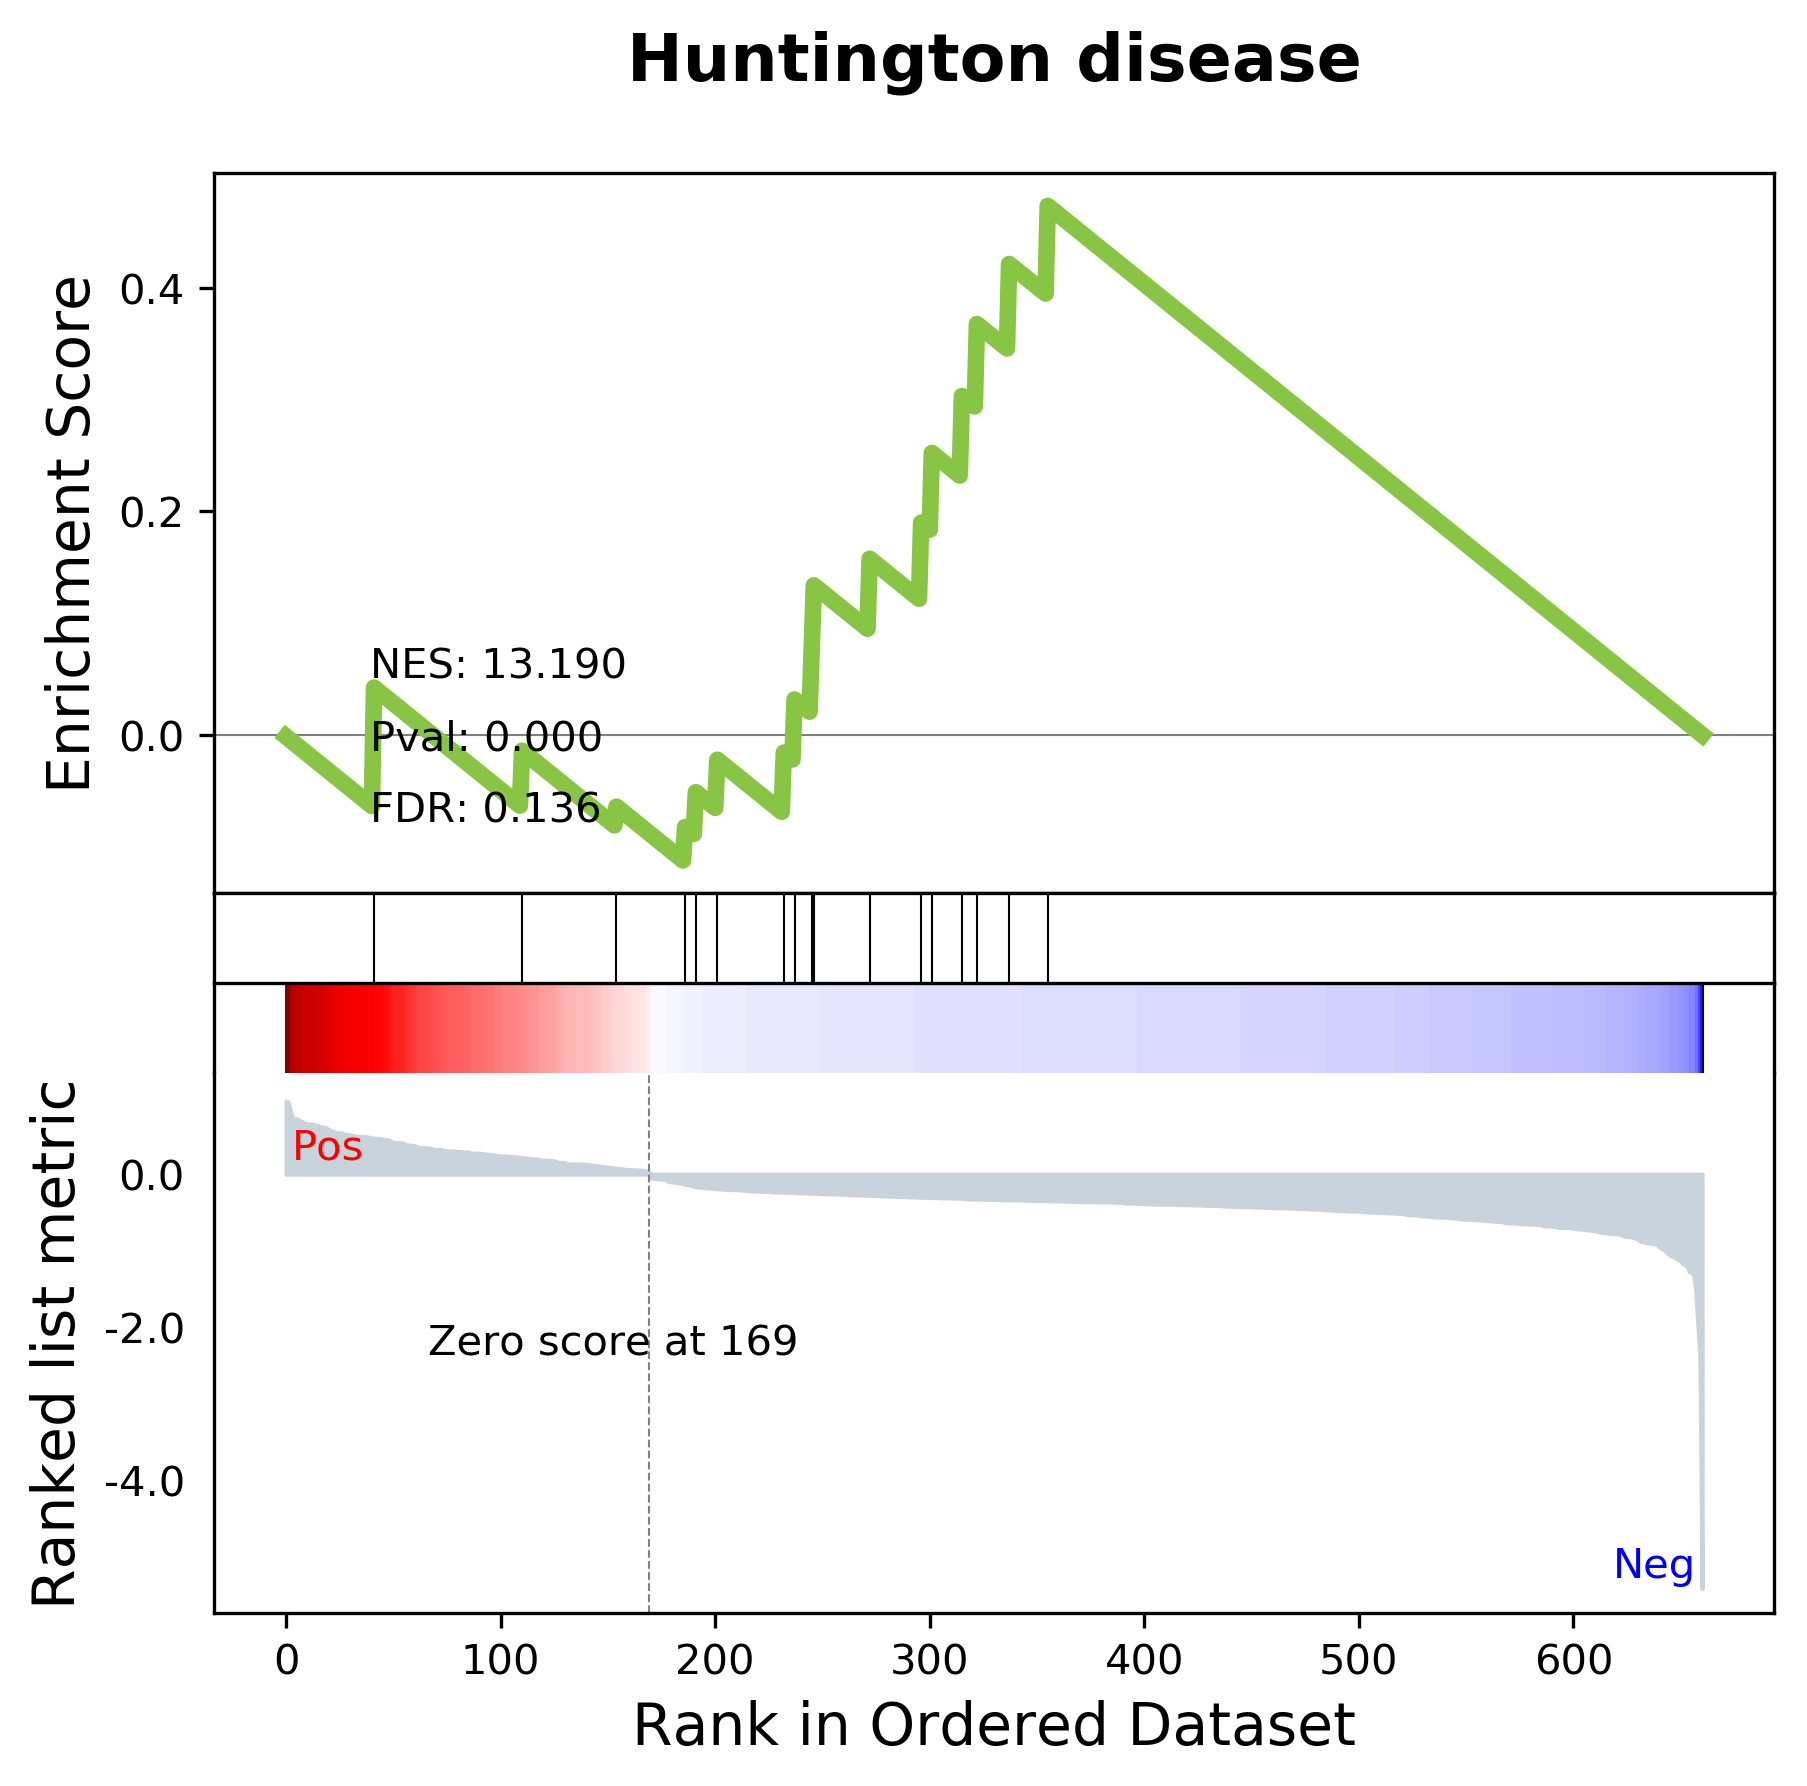 Huntington disease
Enrichment Score
0.4
0.2
0.0
NES: 13.190
Pval: 0.000
FDR: 0.136
Ranked list metric
0.0
-2.0
-4.0
Pos
Zero score at 169
Neg
0 100 200 300 400 500 600
Rank in Ordered Dataset